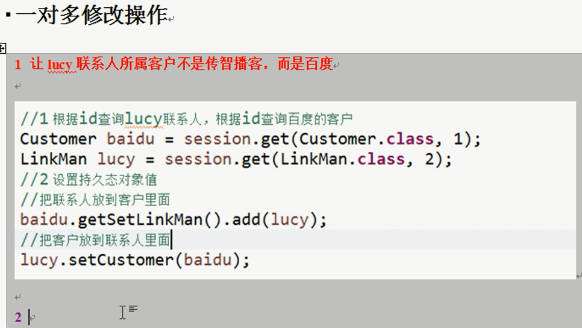 一对多修改操作
1 让 lucy 联系人所属客户不是传智播客，而是百度
//1 根据id查询lucy联系人，根据id查询百度的客户
Customer baidu = session.get(Customer.class, 1);
LinkMan lucy = session.get(LinkMan.class, 2);
//2 设置持久态对象值
//把联系人放到客户里面
baidu.getSetLinkMan().add(lucy);
//把客户放到联系人里面
lucy.setCustomer(baidu);
2